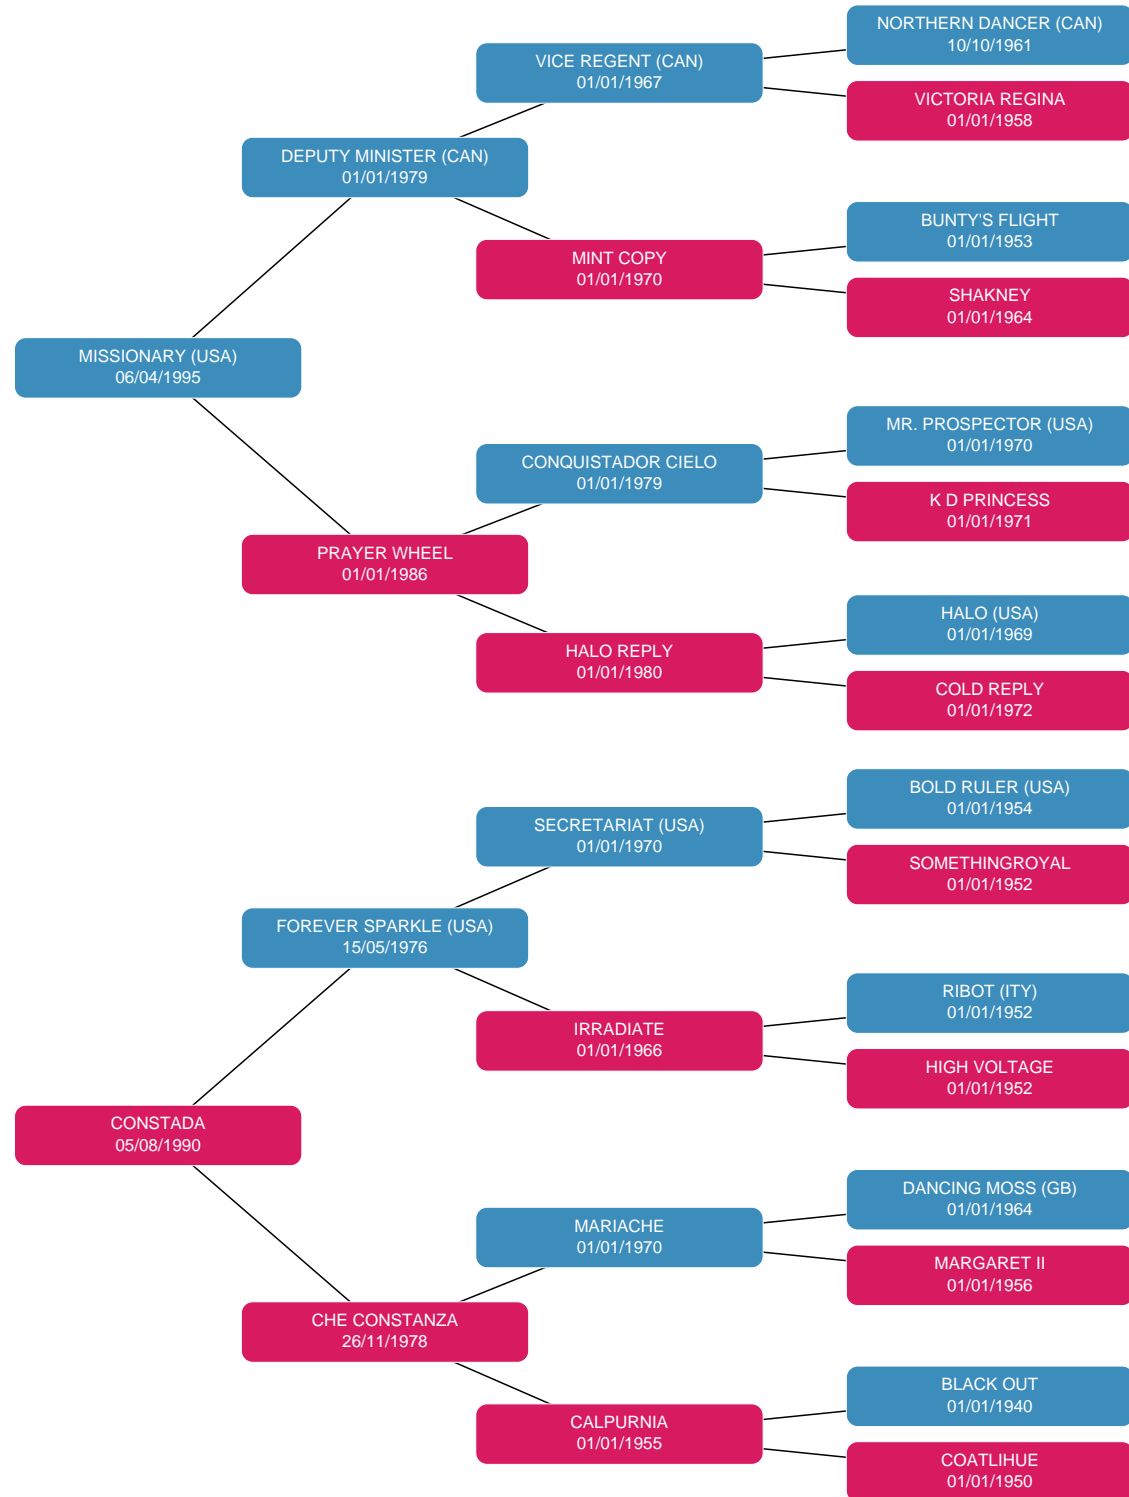 NORTHERN DANCER (CAN)
10/10/1961
VICE REGENT (CAN)
01/01/1967
VICTORIA REGINA
01/01/1958
DEPUTY MINISTER (CAN)
01/01/1979
BUNTY'S FLIGHT
01/01/1953
MINT COPY
01/01/1970
SHAKNEY
01/01/1964
MISSIONARY (USA)
06/04/1995
MR. PROSPECTOR (USA)
01/01/1970
CONQUISTADOR CIELO
01/01/1979
K D PRINCESS
01/01/1971
PRAYER WHEEL
01/01/1986
HALO (USA)
01/01/1969
HALO REPLY
01/01/1980
COLD REPLY
01/01/1972
BOLD RULER (USA)
01/01/1954
SECRETARIAT (USA)
01/01/1970
SOMETHINGROYAL
01/01/1952
FOREVER SPARKLE (USA)
15/05/1976
RIBOT (ITY)
01/01/1952
IRRADIATE
01/01/1966
HIGH VOLTAGE
01/01/1952
CONSTADA
05/08/1990
DANCING MOSS (GB)
01/01/1964
MARIACHE
01/01/1970
MARGARET II
01/01/1956
CHE CONSTANZA
26/11/1978
BLACK OUT
01/01/1940
CALPURNIA
01/01/1955
COATLIHUE
01/01/1950